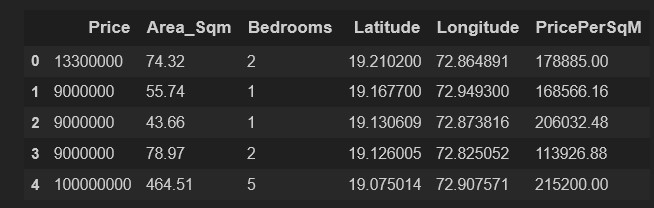 Price Area_Sqm Bedrooms Latitude Longitude PricePerSqM
0 13300000 74.32 2 19.210200 72.864891 178885.00
1 9000000 55.74 1 19.167700 72.949300 168566.16
2 9000000 43.66 1 19.130609 72.873816 206032.48
3 9000000 78.97 2 19.126005 72.825052 113926.88
4 100000000 464.51 5 19.075014 72.907571 215200.00